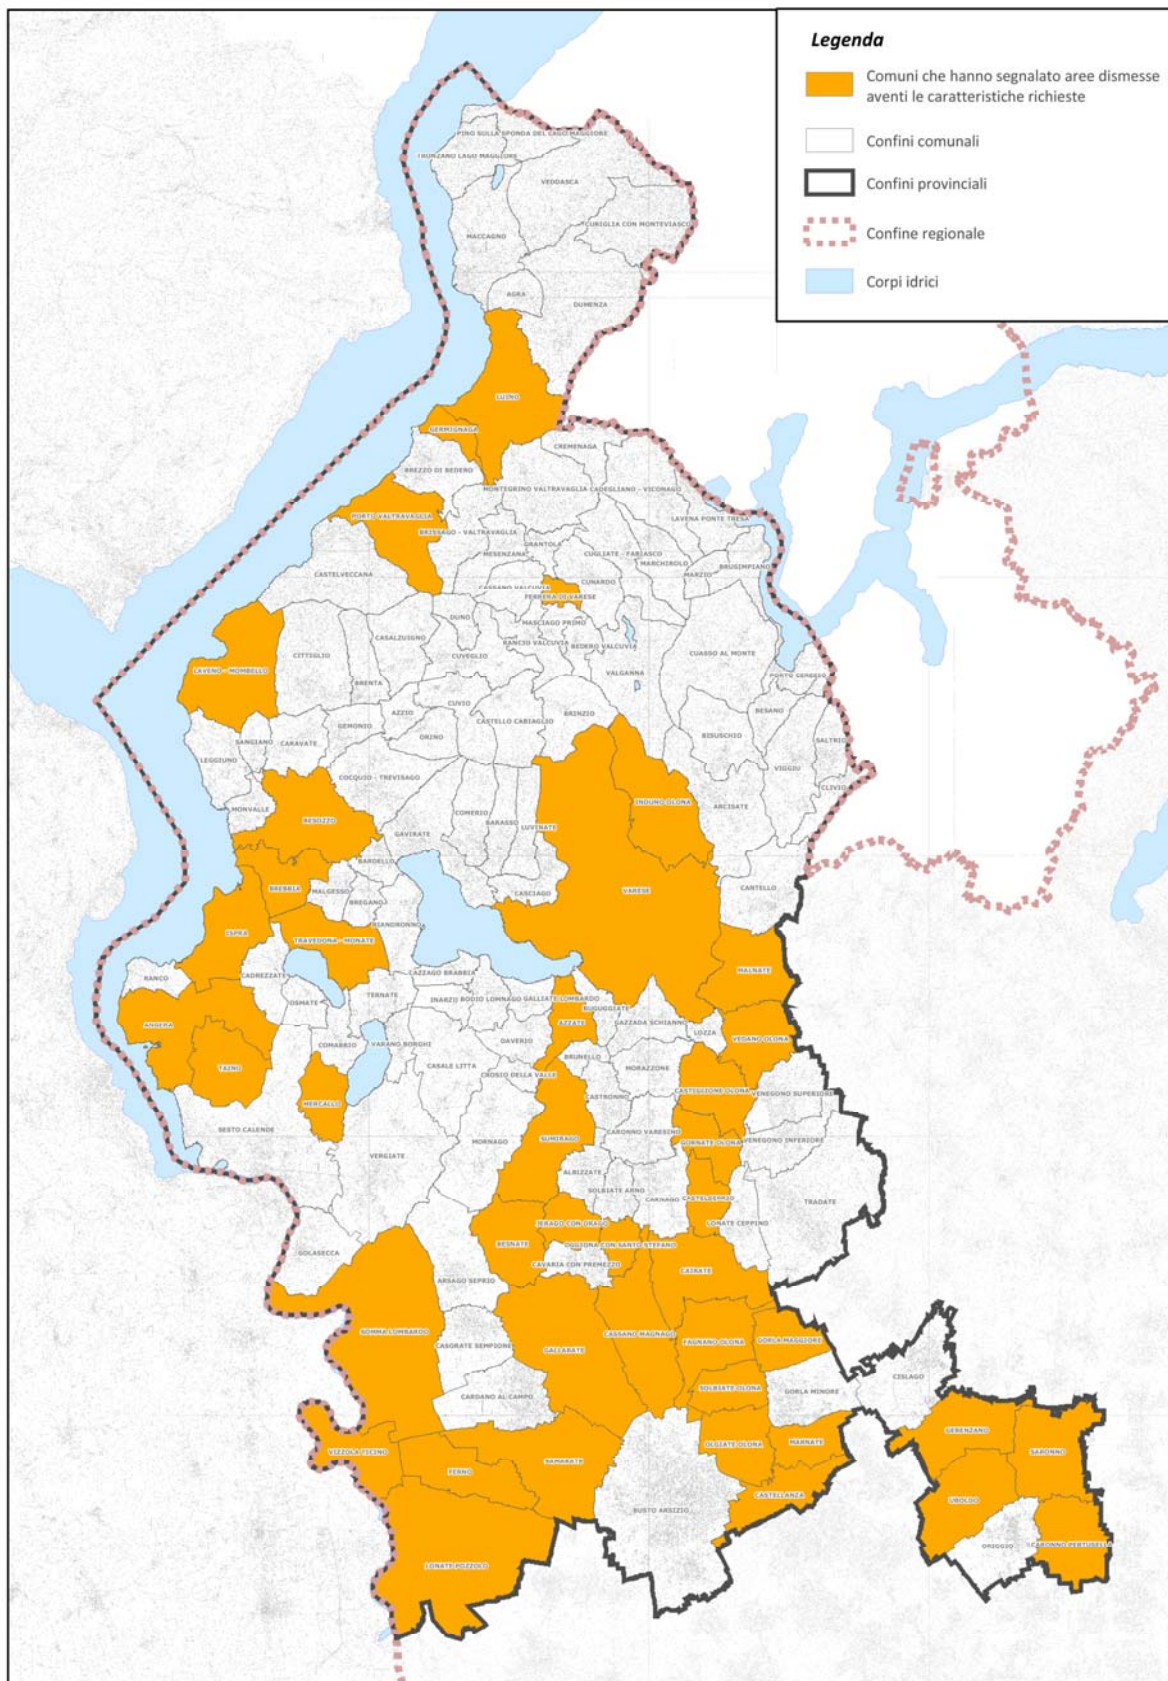 Legenda
Comuni che hanno segnalato aree dismesse
aventi le caratteristiche richieste
Confini comunali
Confini provinciali
Confine regionale
Corpi idrici
PINO SULLA SPONDA DEL LAGO MAGGIORE
TRONZANO LAGO MAGGIORE
VEDDASCA
CURIGLIA CON MONTEVIASCO
MACCAGNO
AGRA
DUMENZA
LUINO
GERMIGNAGA
CREMENAGA
BREZZO DI BEDERO
MONTEGRINO VALTRAVAGLIA
CADEGLIANO - VICONAGO
PORTO VALTRAVAGLIA
LAVENA PONTE TRESA
BRISSAGO - VALTRAVAGLIA
GRANTOLA
MESENZANA
CUGLIATE - FABIASCO
MARCHIROLO
BRUSIMPIANO
CASTELVECCANA
MARZIO
CUNARDO
CASSANO VALCUVIA
FERRERA DI VARESE
DUNO
MASCIAGO PRIMO
CASALZUIGNO
RANCIO VALCUVIA
BEDERO VALCUVIA
CUASSO AL MONTE
CITTIGLIO
CUVEGLIO
LAVENO - MOMBELLO
VALGANNA
PORTO CERESIO
BRENTA
CUVIO
AZZIO
BRINZIO
BESANO
CASTELLO CABIAGLIO
GEMONIO
ORINO
BISUSCHIO
SANGIANO
CARAVATE
SALTRIO
LEGGIUNO
VIGGIU
COCQUIO - TREVISAGO
CLIVIO
INDUNO OLONA
ARCISATE
MONVALLE
COMERIO
BARASSO
BESOZZO
LUVINATE
GAVIRATE
BARDELLO
BREBBIA
MALGESSO
CASCIAGO
VARESE
CANTELLO
BREGANO
BIANDRONNO
ISPRA
TRAVEDONA - MONATE
MALNATE
RANCO
CADREZZATE
CAZZAGO BRABBIA
TERNATE
OSMATE
INARZO
BODIO LOMNAGO
GALLIATE LOMBARDO
BUGUGGIATE
ANGERA
AZZATE
GAZZADA SCHIANNO
LOZZA
VEDANO OLONA
COMABBIO
VARANO BORGHI
DAVERIO
BRUNELLO
TAINO
CASALE LITTA
MORAZZONE
CROSIO DELLA VALLE
CASTIGLIONE OLONA
VENEGONO SUPERIORE
CASTRONNO
MERCALLO
SESTO CALENDE
CARONNO VARESINO
SUMIRAGO
MORNAGO
GORNATE OLONA
VENEGONO INFERIORE
VERGIATE
ALBIZZATE
SOLBIATE ARNO
CARNAGO
CASTELSEPRIO
TRADATE
JERAGO CON ORAGO
LONATE CEPPINO
BESNATE
OGGIONA CON SANTO STEFANO
GOLASECCA
CAVARIA CON PREMEZZO
CAIRATE
ARSAGO SEPRIO
SOMMA LOMBARDO
CASSANO MAGNAGO
CASORATE SEMPIONE
GALLARATE
FAGNANO OLONA
GORLA MAGGIORE
CISLAGO
SOLBIATE OLONA
CARDANO AL CAMPO
GORLA MINORE
GERENZANO
OLGIATE OLONA
MARNATE
VIZZOLA TICINO
SARONNO
SAMARATE
FERNO
CASTELLANZA
UBOLDO
BUSTO ARSIZIO
ORIGGIO
CARONNO PERTUSELLA
LONATE POZZOLO